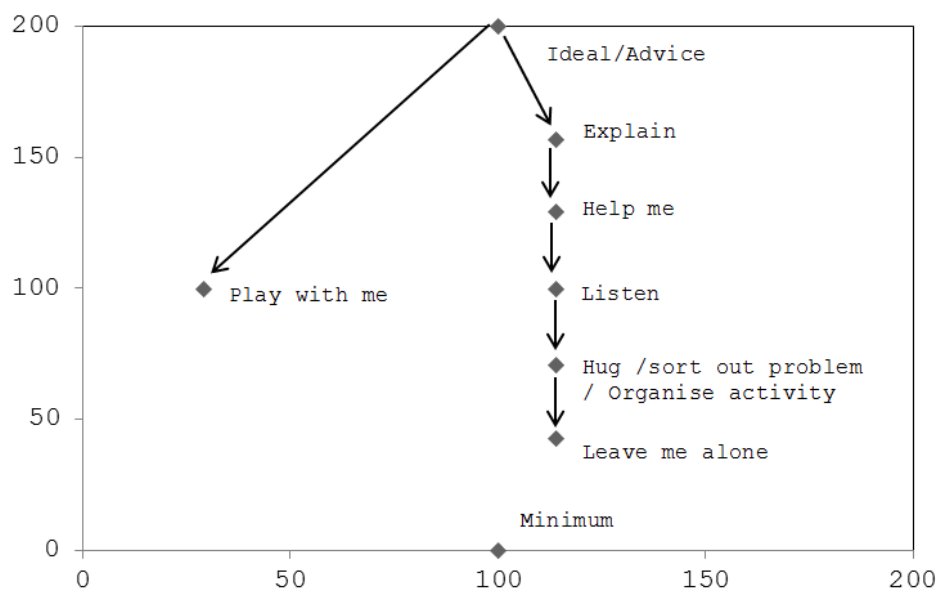 200
Ideal/Advice
150
Explain
Help me
100
Play with me
Listen
Hug /sort out problem
/ Organise activity
50
Leave me alone
Minimum
0
0 50 100 150 200